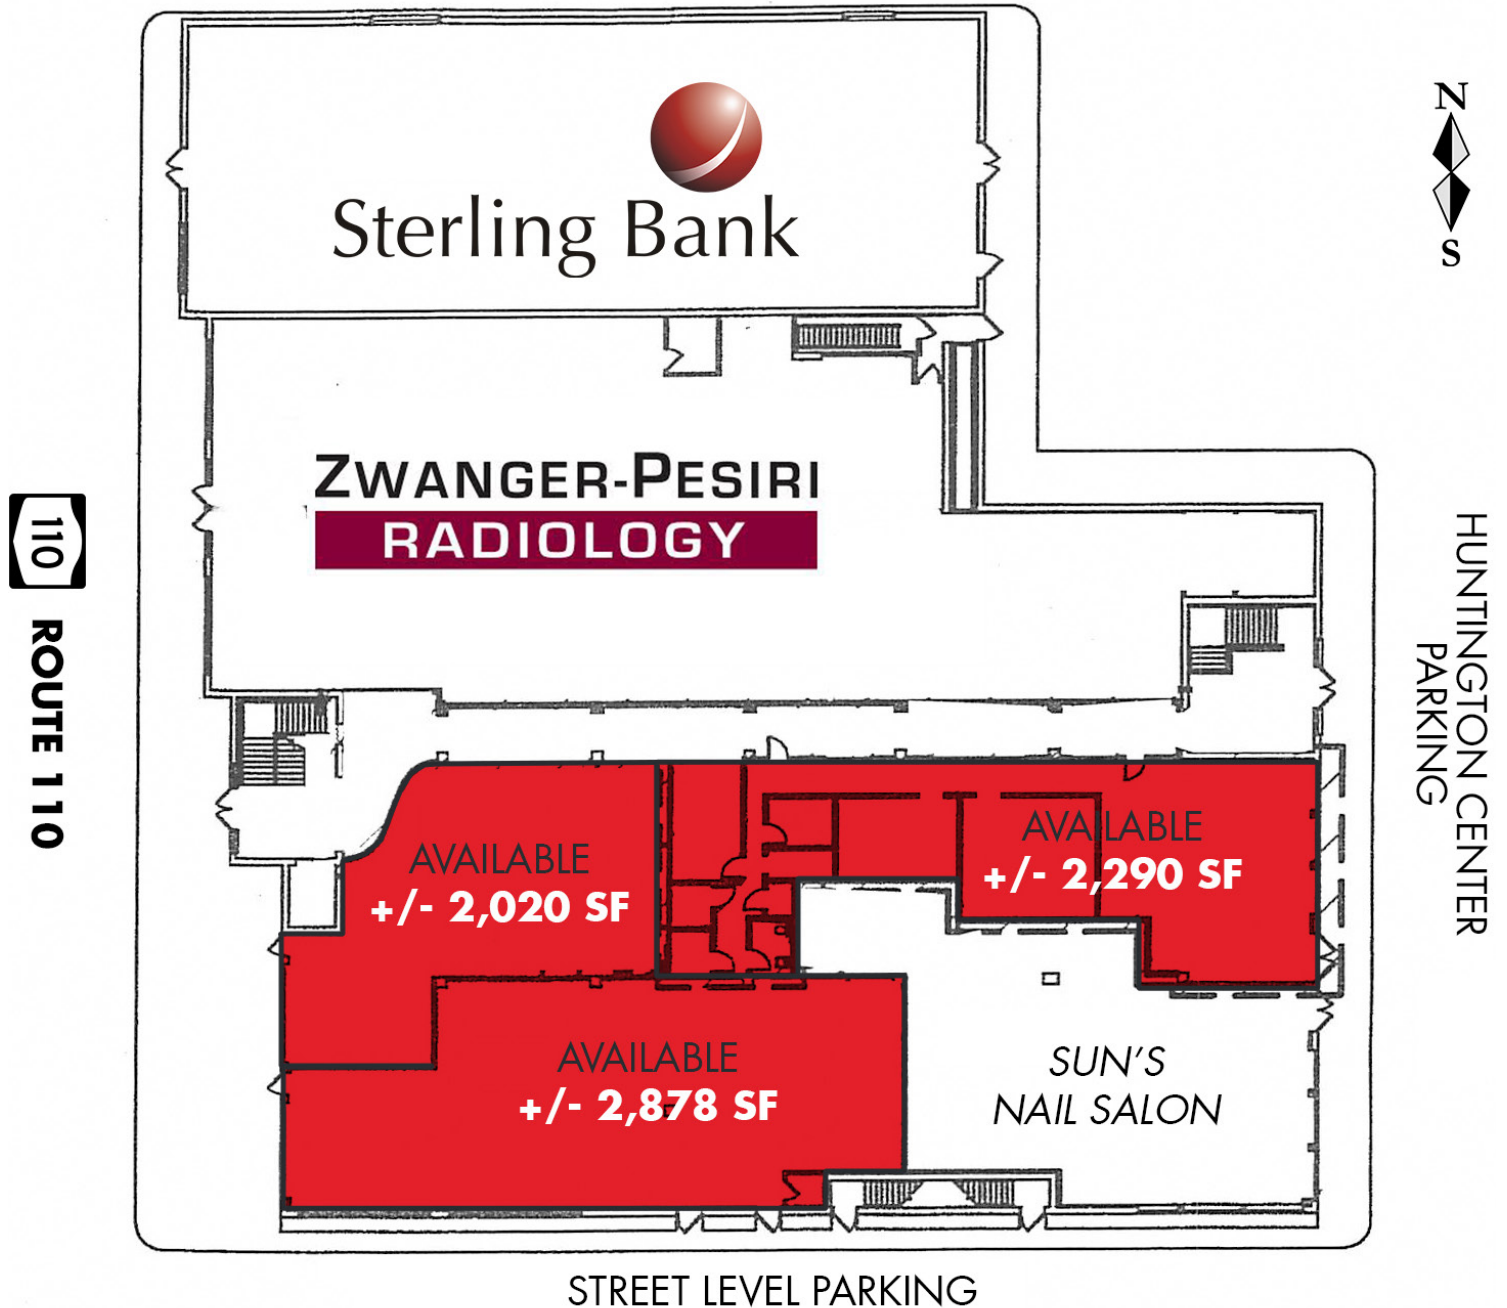 N
S
Sterling Bank
ZWANGER-PESIRI
RADIOLOGY
110
ROUTE 110
HUNTINGTON CENTER
PARKING
AVAILABLE
+/- 2,020 SF
AVAILABLE
+/- 2,290 SF
AVAILABLE
+/- 2,878 SF
SUN'S
NAIL SALON
STREET LEVEL PARKING